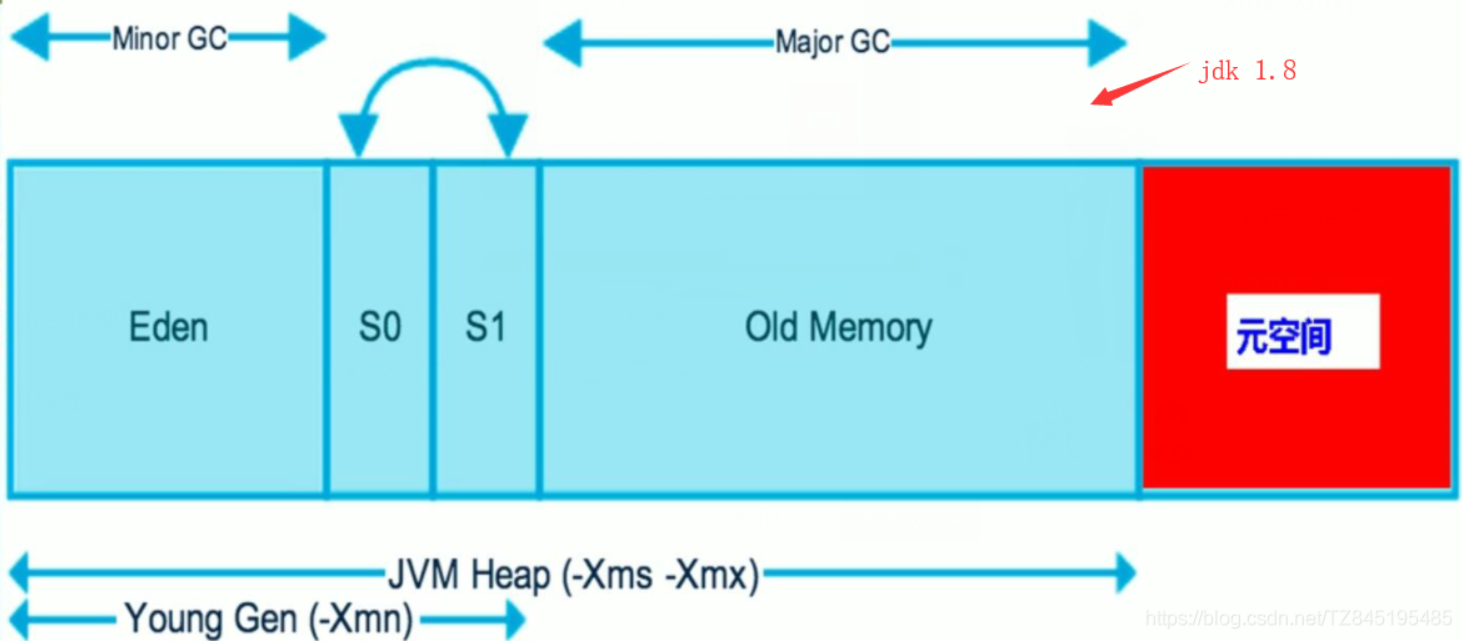 Minor GC
Major GC
jdk 1.8
Eden
S0
S1
Old Memory
元空间
JVM Heap (-Xms -Xmx)
Young Gen (-Xmn)
https://blog.csdn.net/TZ845195485